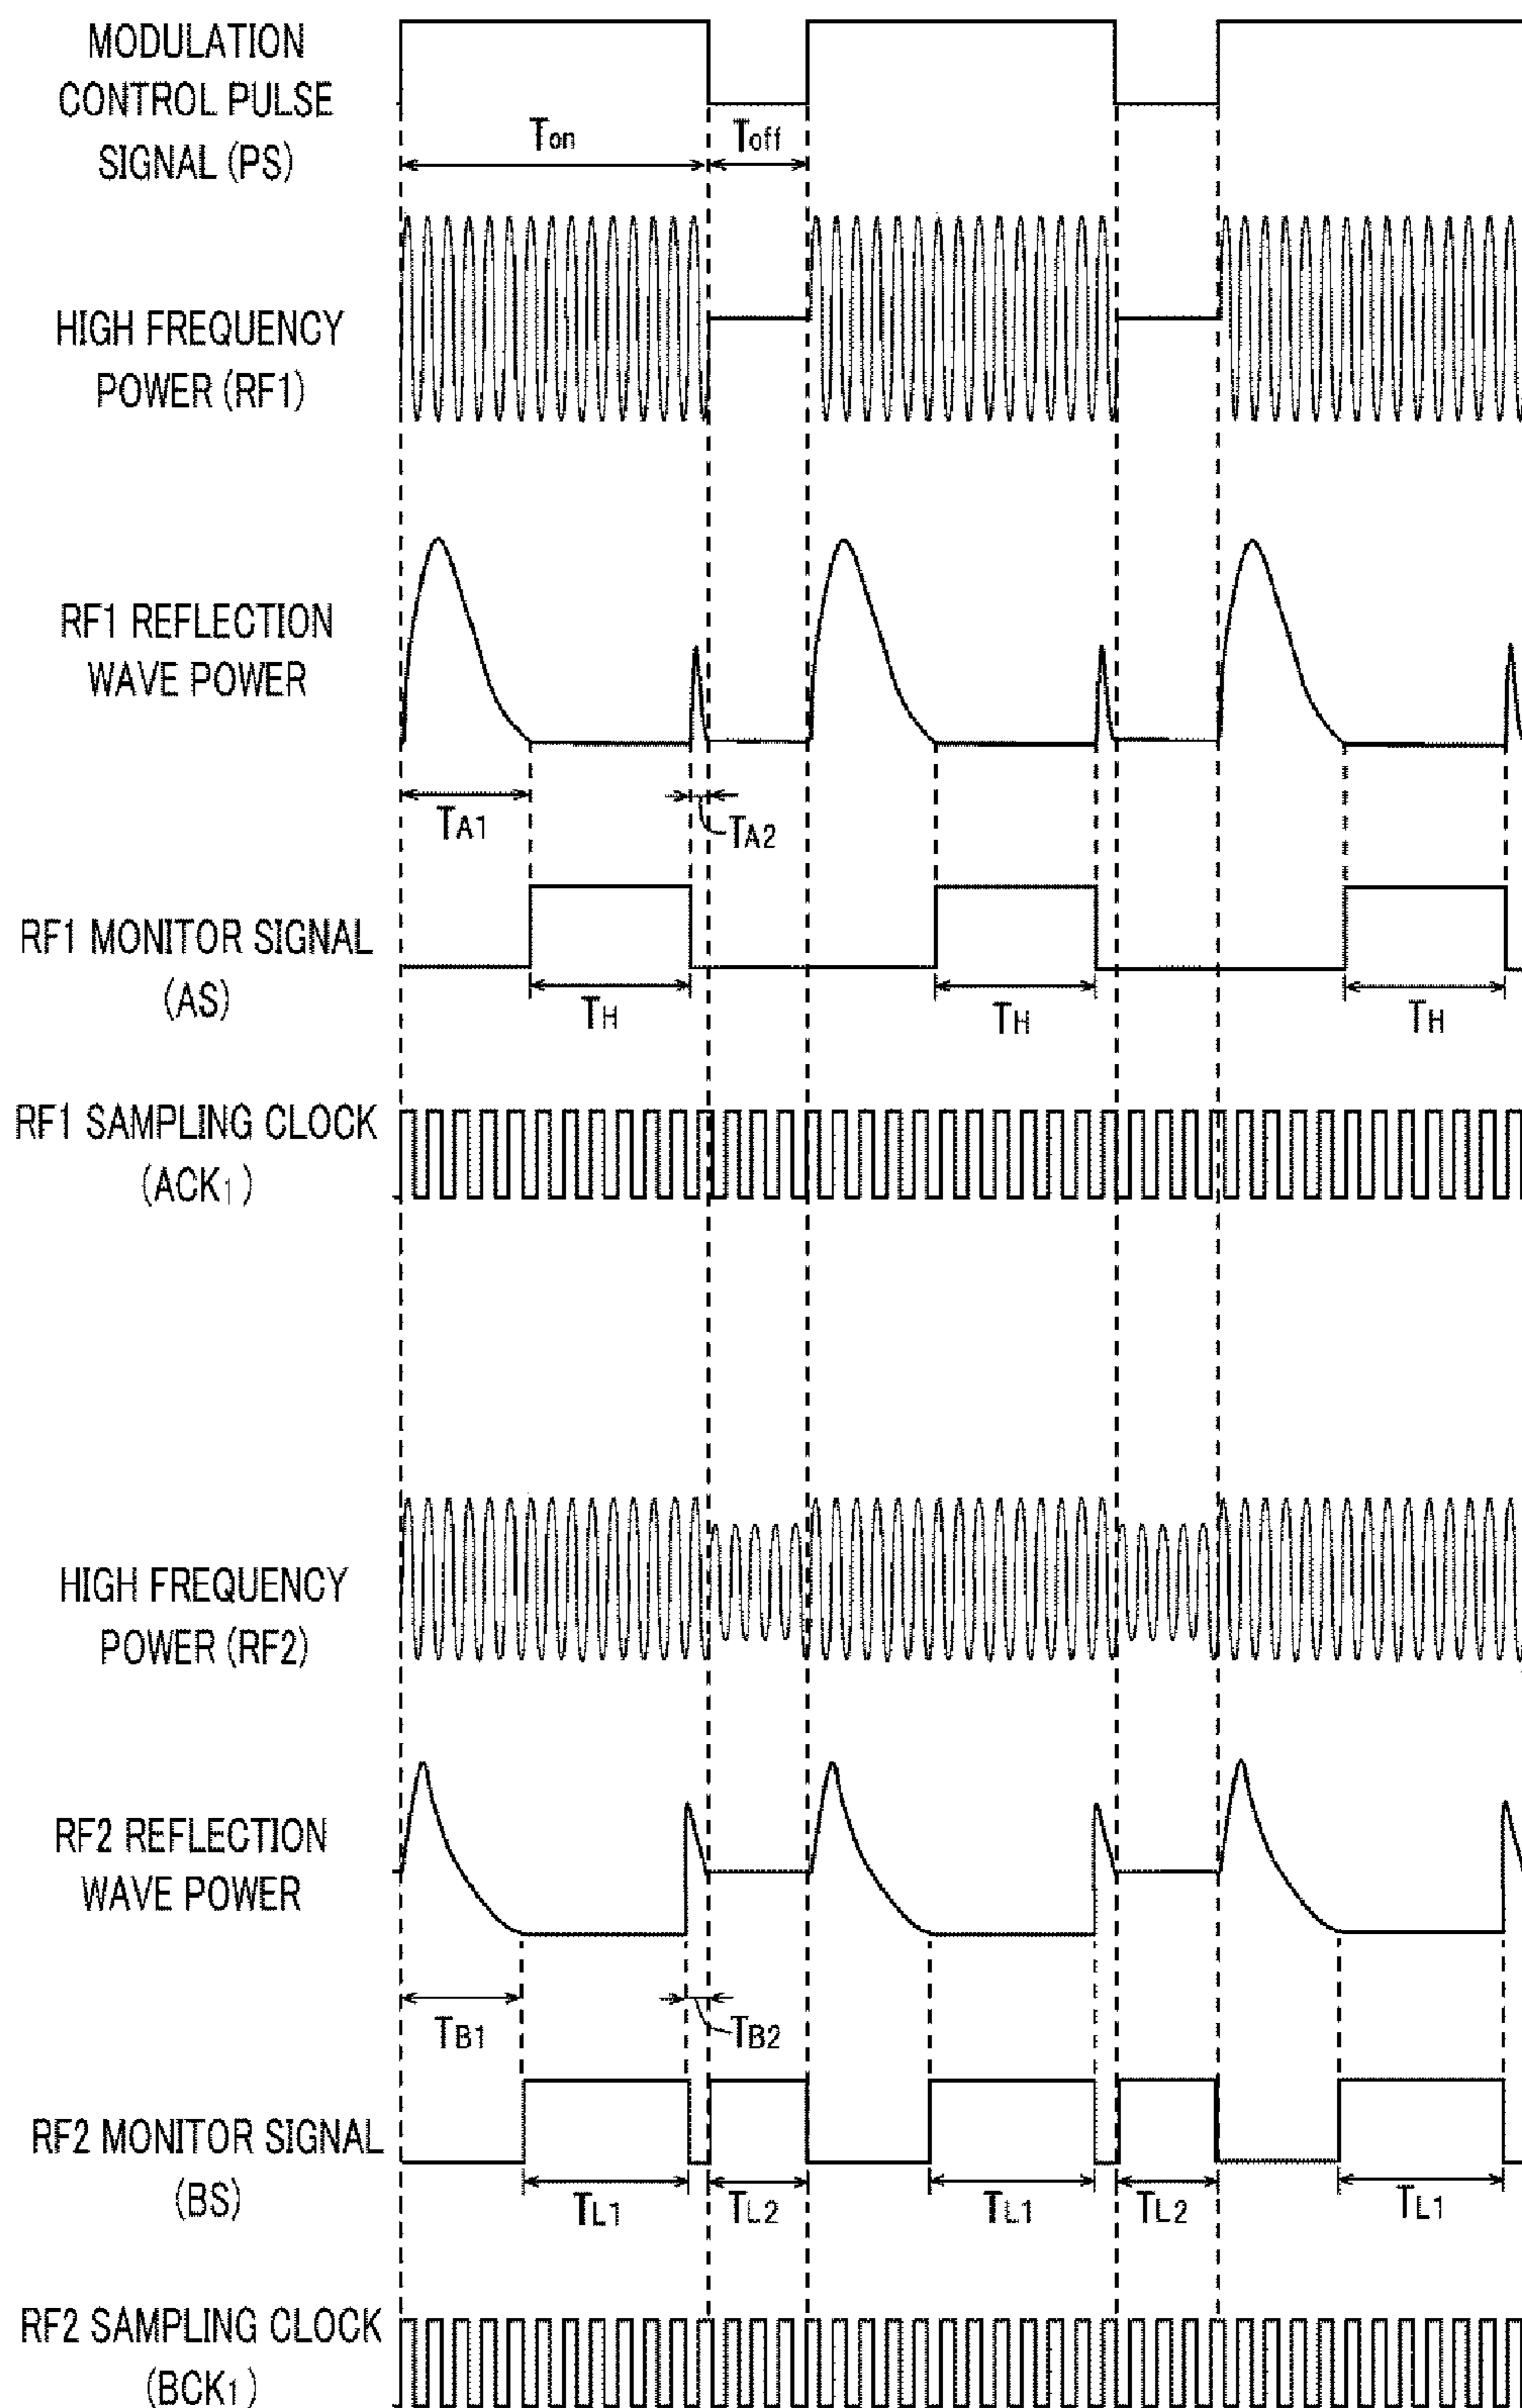 MODULATION
CONTROL PULSE
SIGNAL (PS)
Ton
Toff
HIGH FREQUENCY
POWER (RF1)
RF1 REFLECTION
WAVE POWER
TA1
TA2
RF1 MONITOR SIGNAL
(AS)
TH
TH
TH
RF1 SAMPLING CLOCK
(ACK1)
HIGH FREQUENCY
POWER (RF2)
RF2 REFLECTION
WAVE POWER
TB1
TB2
RF2 MONITOR SIGNAL
(BS)
TL1
TL2
TL1
TL2
TL1
RF2 SAMPLING CLOCK
(BCK1)